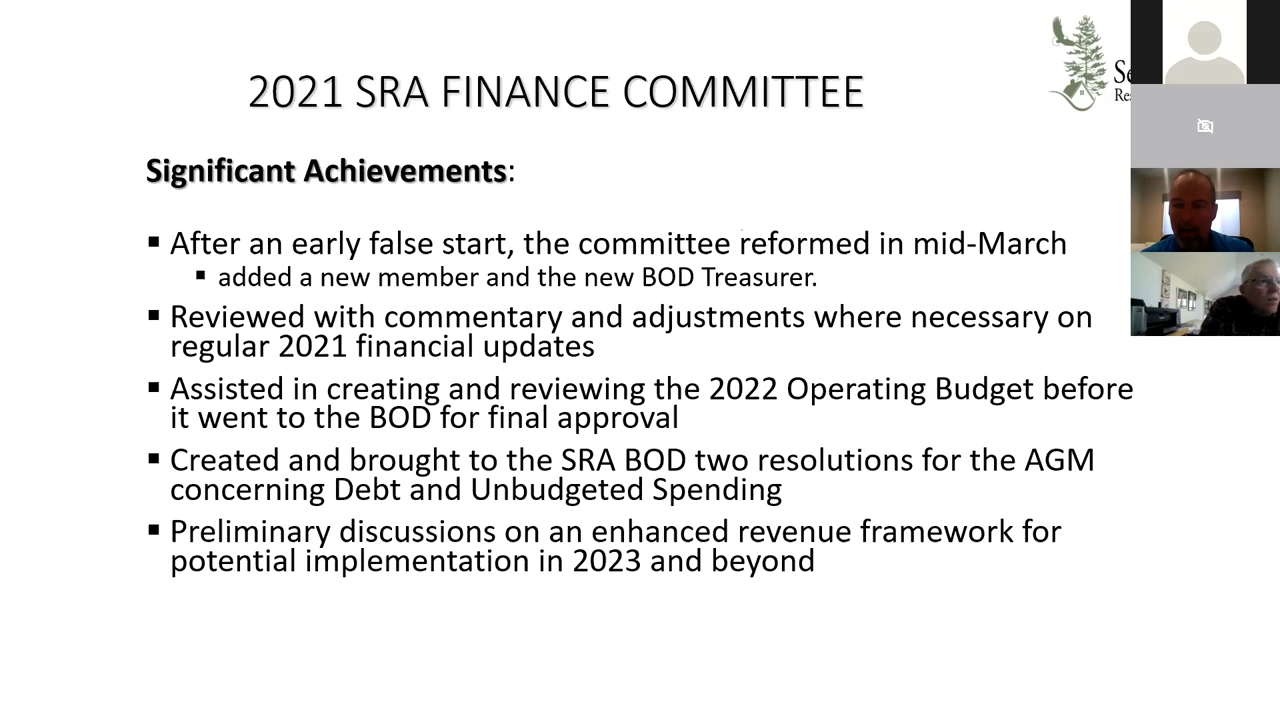 2021 SRA FINANCE COMMITTEE
Significant Achievements:
▪ After an early false start, the committee reformed in mid-March
▪ added a new member and the new BOD Treasurer.
▪ Reviewed with commentary and adjustments where necessary on
regular 2021 financial updates
▪ Assisted in creating and reviewing the 2022 Operating Budget before
it went to the BOD for final approval
▪ Created and brought to the SRA BOD two resolutions for the AGM
concerning Debt and Unbudgeted Spending
▪ Preliminary discussions on an enhanced revenue framework for
potential implementation in 2023 and beyond